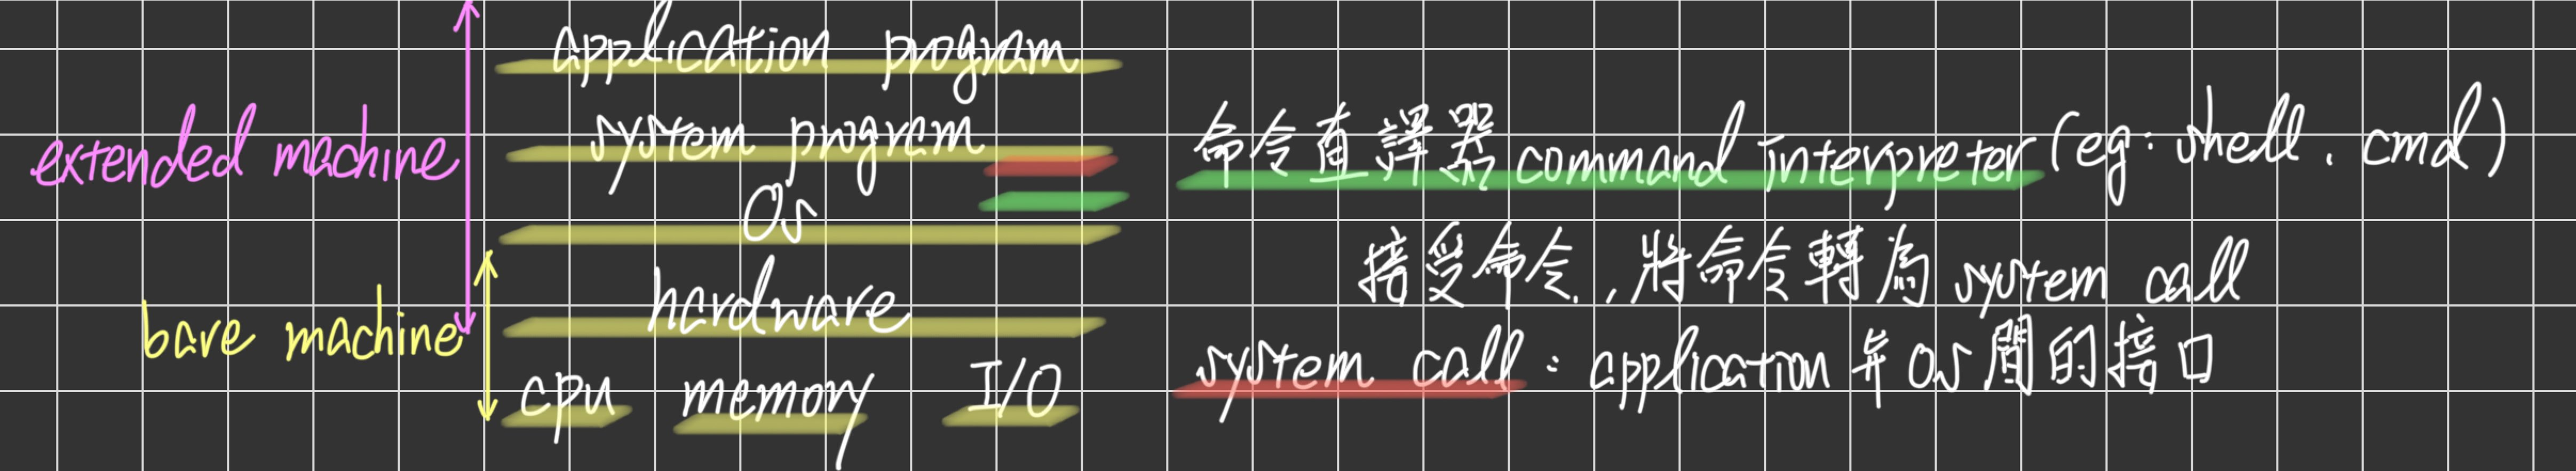 application program
system program
OS
hardware
cpu memory I/O
extended machine
bare machine
命令直譯器 command interpreter (eg: shell. cmd)
接受命令.,將命令轉為 system call
system call: application 與 OS 間的接口